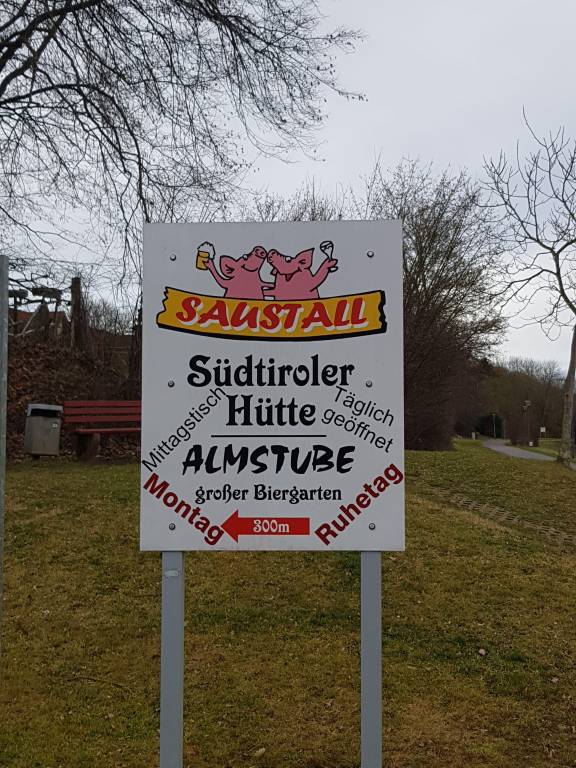 SAUSTALL
Südtiroler
Hütte
Mittagstisch
Täglich
geöffnet
ALMSTUBE
großer Biergarten
Montag
300m
Ruhetag